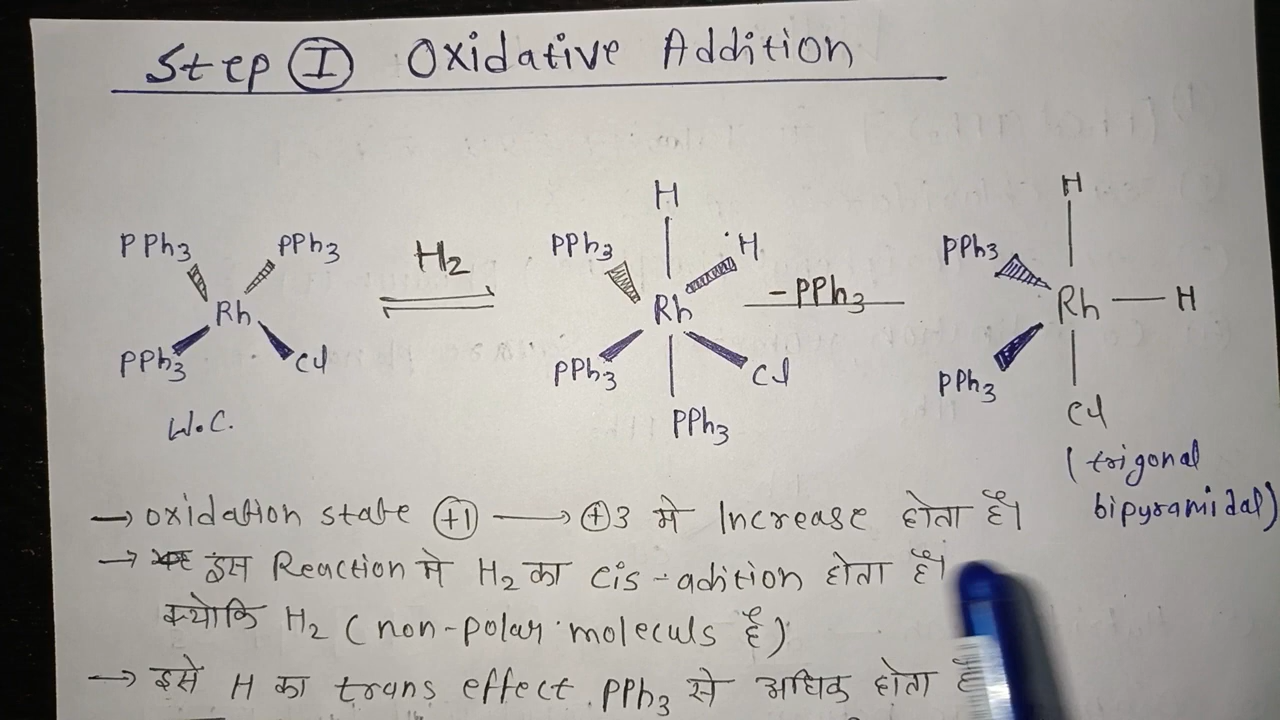 Step I Oxidative Addition
PPh3 PPh3 Rh PPh3 Cl
W.C.
H2
H PPh3 H Rh PPh3 Cl PPh3
-PPh3
H PPh3 Rh H PPh3 Cl
(trigonal
bipyramidal)
→ oxidation state +1 → +3 मे Increase होता है।
→ इस Reaction मे H2 का cis-adition होता है।
क्योकि H2 (non-polar moleculs है)
→ इसे H का trans effect PPh3 से अधिक होता है